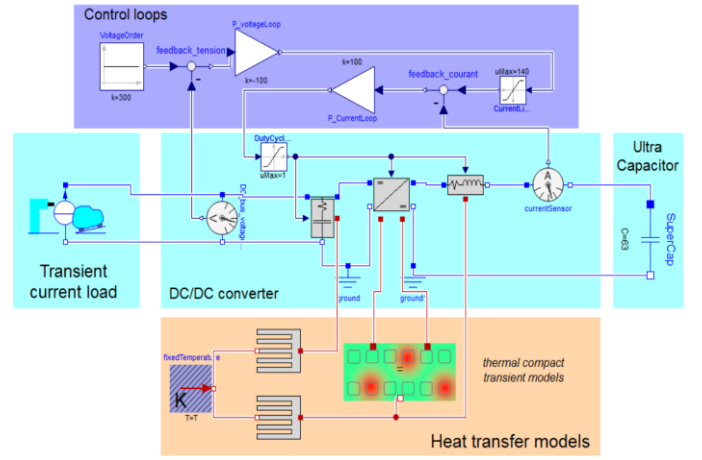 Control loops
P_voltageLoop
VoltageOrder
feedback_tension
k=300
k=-100
k=100
feedback_courant
uMax=140
CurrentLi...
P_CurrentLoop
DutyCycl...
uMax=1
Ultra
Capacitor
A
currentSensor
SuperCap
C=63
V
DC_bus_voltag
Transient
current load
DC/DC converter
ground
ground
fixedTemperature
K
T=T
thermal compact
transient models
Heat transfer models